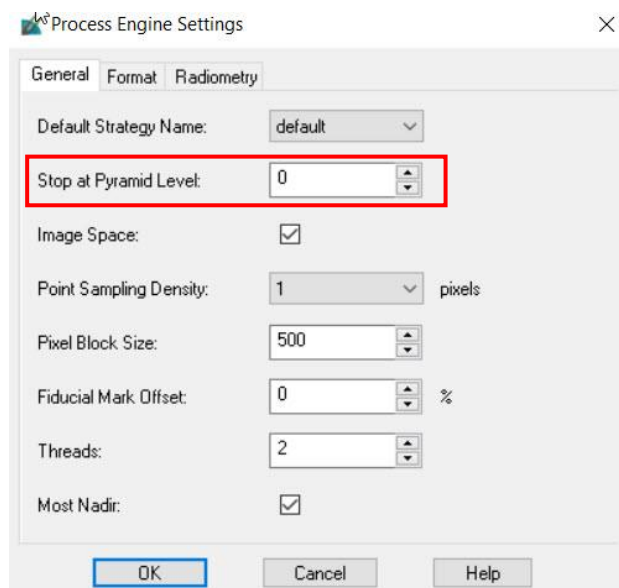 Process Engine Settings
General Format Radiometry
Default Strategy Name: default
Stop at Pyramid Level: 0
Image Space:
Point Sampling Density: 1 pixels
Pixel Block Size: 500
Fiducial Mark Offset: 0 %
Threads: 2
Most Nadir:
OK Cancel Help